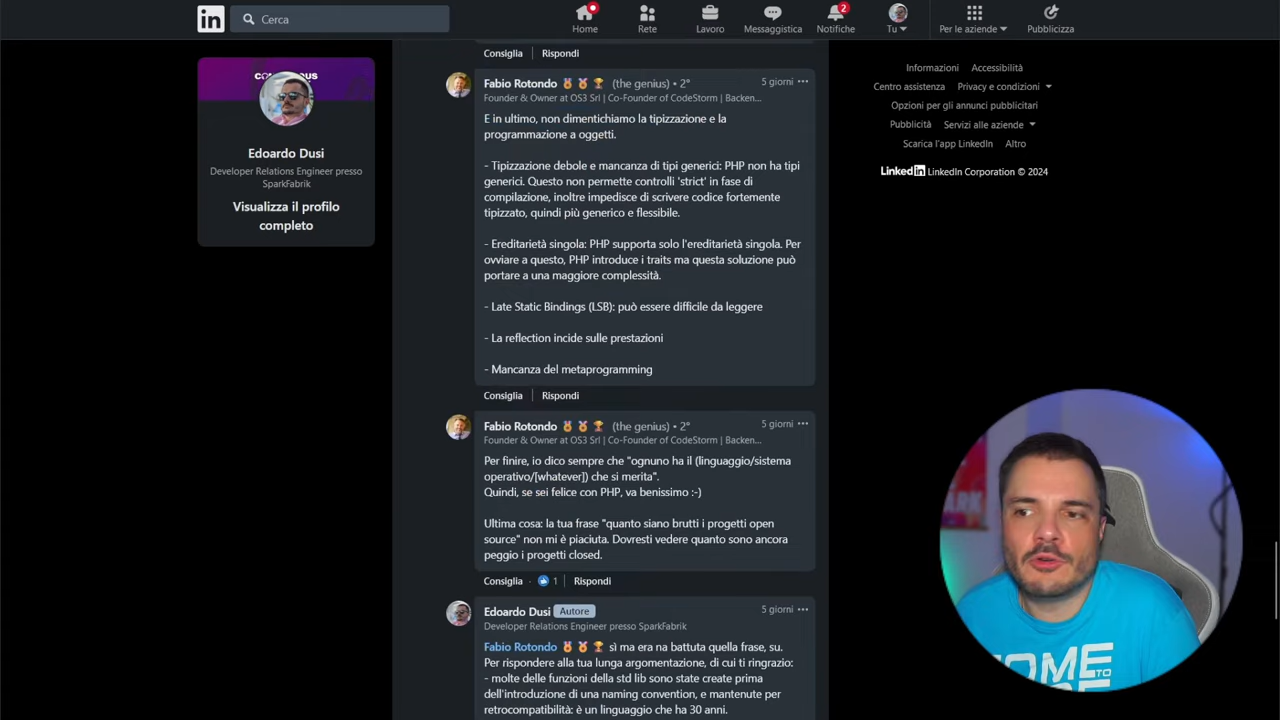 in
Cerca
Home
Rete
Lavoro
Messaggistica
2
Notifiche
Tu
Per le aziende
Pubblicizza
Edoardo Dusi
Developer Relations Engineer presso
SparkFabrik
Visualizza il profilo
completo
Consiglia Rispondi
Fabio Rotondo (the genius) • 2°
5 giorni
Founder & Owner at OS3 Srl | Co-Founder of CodeStorm | Backen...
E in ultimo, non dimentichiamo la tipizzazione e la
programmazione a oggetti.
- Tipizzazione debole e mancanza di tipi generici: PHP non ha tipi
generici. Questo non permette controlli 'strict' in fase di
compilazione, inoltre impedisce di scrivere codice fortemente
tipizzato, quindi più generico e flessibile.
- Ereditarietà singola: PHP supporta solo l'ereditarietà singola. Per
ovviare a questo, PHP introduce i traits ma questa soluzione può
portare a una maggiore complessità.
- Late Static Bindings (LSB): può essere difficile da leggere
- La reflection incide sulle prestazioni
- Mancanza del metaprogramming
Consiglia Rispondi
Fabio Rotondo (the genius) • 2°
5 giorni
Founder & Owner at OS3 Srl | Co-Founder of CodeStorm | Backen...
Per finire, io dico sempre che "ognuno ha il (linguaggio/sistema
operativo/[whatever]) che si merita".
Quindi, se sei felice con PHP, va benissimo :-)
Ultima cosa: la tua frase "quanto siano brutti i progetti open
source" non mi è piaciuta. Dovresti vedere quanto sono ancora
peggio i progetti closed.
Consiglia · 1 Rispondi
Edoardo Dusi Autore
5 giorni
Developer Relations Engineer presso SparkFabrik
Fabio Rotondo sì ma era na battuta quella frase, su.
Per rispondere alla tua lunga argomentazione, di cui ti ringrazio:
- molte delle funzioni della std lib sono state create prima
dell'introduzione di una naming convention, e mantenute per
retrocompatibilità: è un linguaggio che ha 30 anni.
Informazioni Accessibilità
Centro assistenza Privacy e condizioni
Opzioni per gli annunci pubblicitari
Pubblicità Servizi alle aziende
Scarica l'app LinkedIn Altro
LinkedIn LinkedIn Corporation © 2024